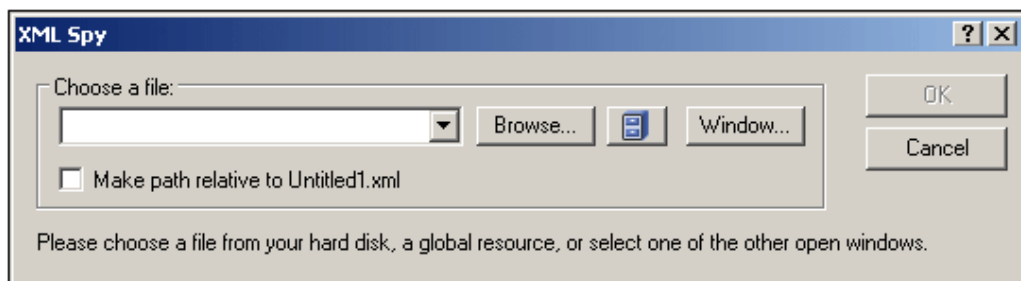 XML Spy
Choose a file:
Browse...
Window...
OK
Cancel
Make path relative to Untitled1.xml
Please choose a file from your hard disk, a global resource, or select one of the other open windows.